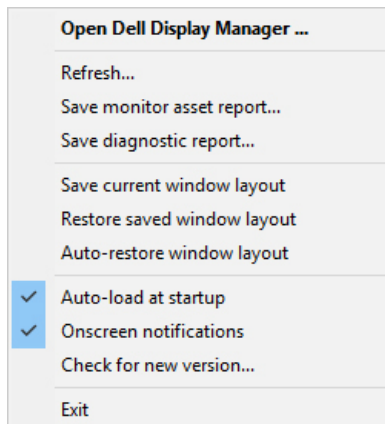 Open Dell Display Manager ...
Refresh...
Save monitor asset report...
Save diagnostic report...
Save current window layout
Restore saved window layout
Auto-restore window layout
Auto-load at startup
Onscreen notifications
Check for new version...
Exit